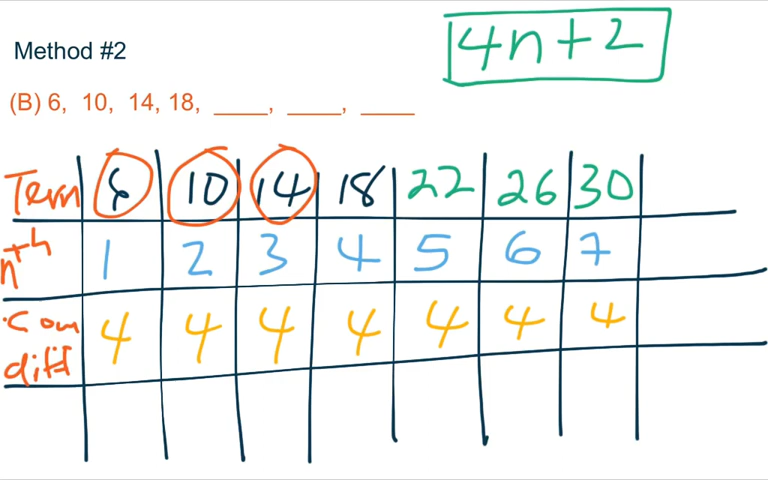 4n+2
Method #2
(B) 6, 10, 14, 18, ____, ____, ____
Term 6 10 14 18 22 26 30
nth 1 2 3 4 5 6 7
Com diff 4 4 4 4 4 4 4